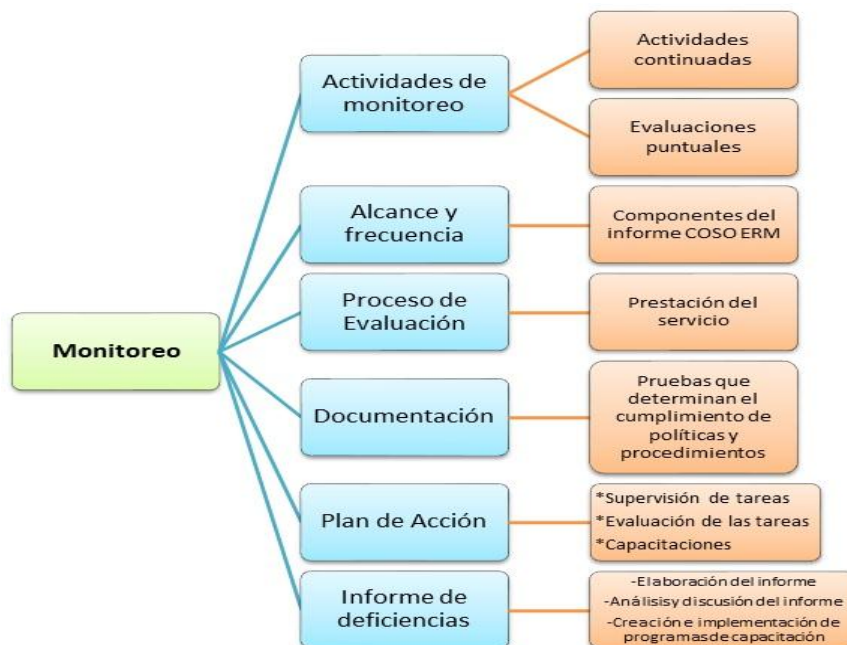 Monitoreo
Actividades de
monitoreo
Actividades
continuadas
Evaluaciones
puntuales
Alcance y
frecuencia
Componentes del
informe COSO ERM
Proceso de
Evaluación
Prestación del
servicio
Documentación
Pruebas que
determinan el
cumplimiento de
políticas y
procedimientos
Plan de Acción
*Supervisión de tareas
*Evaluación de las tareas
*Capacitaciones
Informe de
deficiencias
-Elaboración del informe
-Análisis y discusión del informe
-Creación e implementación de
programas de capacitación